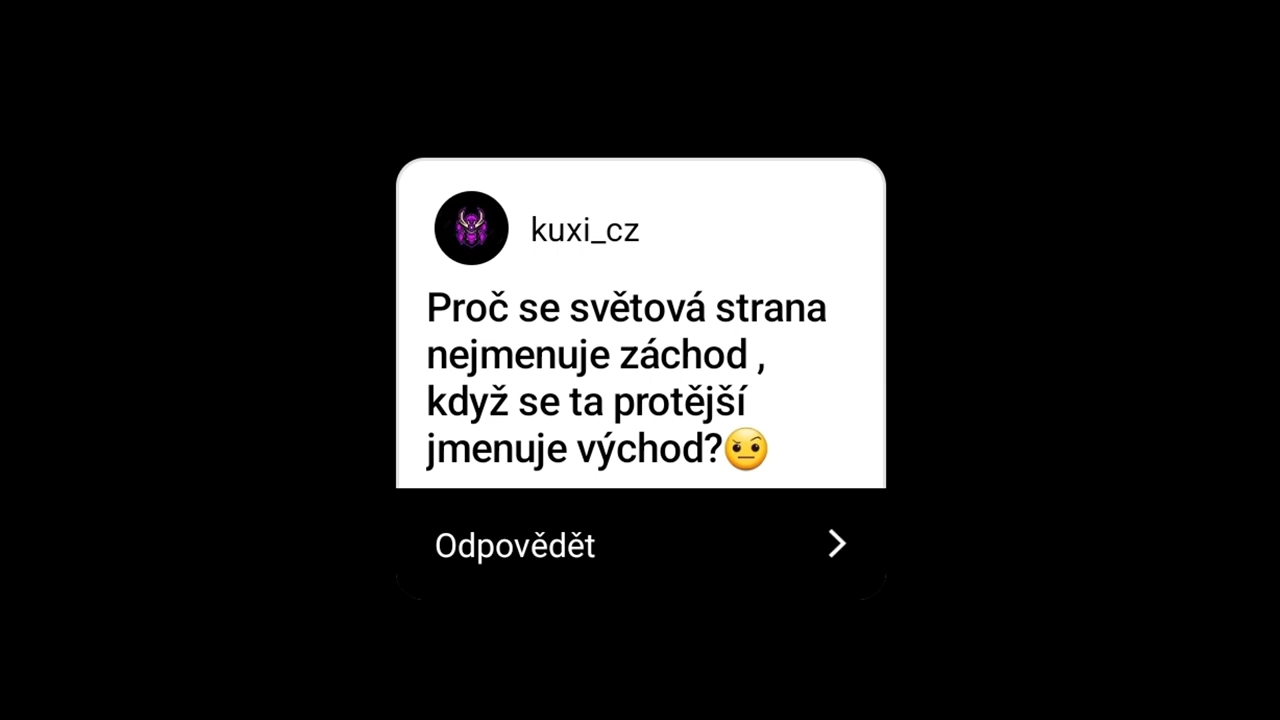 kuxi_cz
Proč se světová strana
nejmenuje záchod ,
když se ta protější
jmenuje východ?🤨
Odpovědět